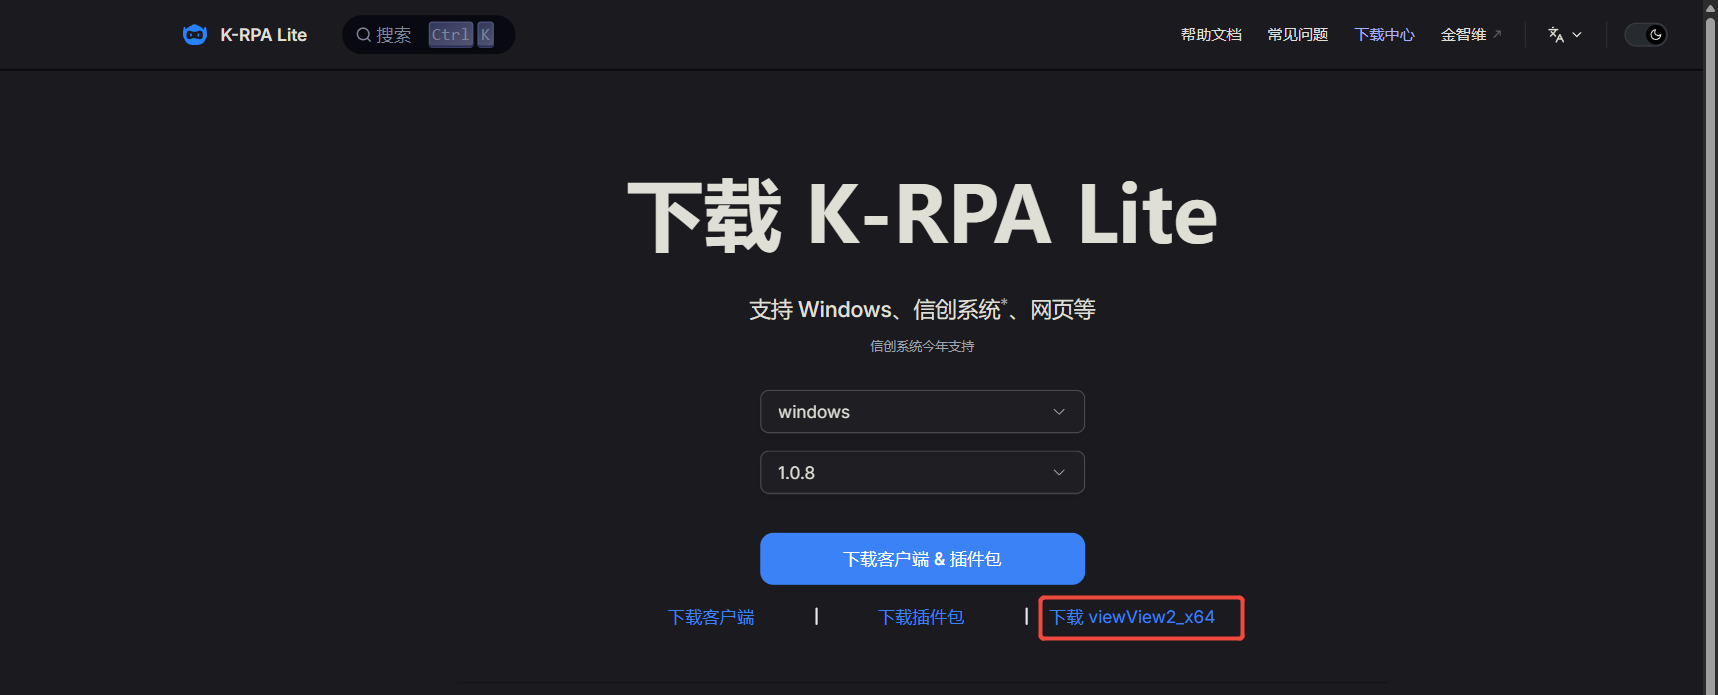 K-RPA Lite 搜索 Ctrl K 帮助文档 常见问题 下载中心 金智维
下载 K-RPA Lite
支持 Windows、信创系统*、网页等
信创系统今年支持
windows
1.0.8
下载客户端 & 插件包
下载客户端 | 下载插件包 | 下载 viewView2_x64